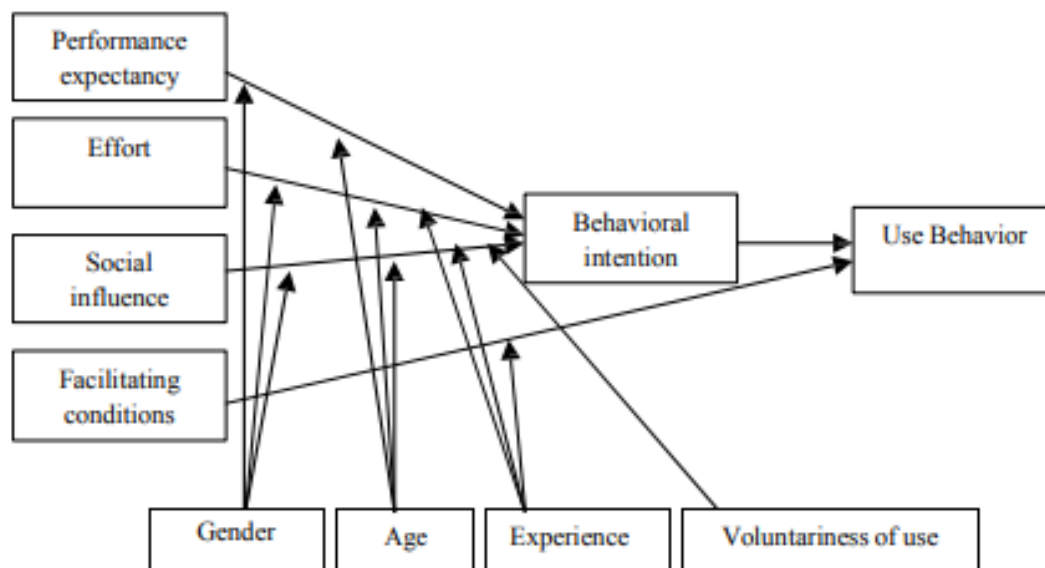 Performance
expectancy
Effort
Social
influence
Facilitating
conditions
Behavioral
intention
Use Behavior
Gender
Age
Experience
Voluntariness of use